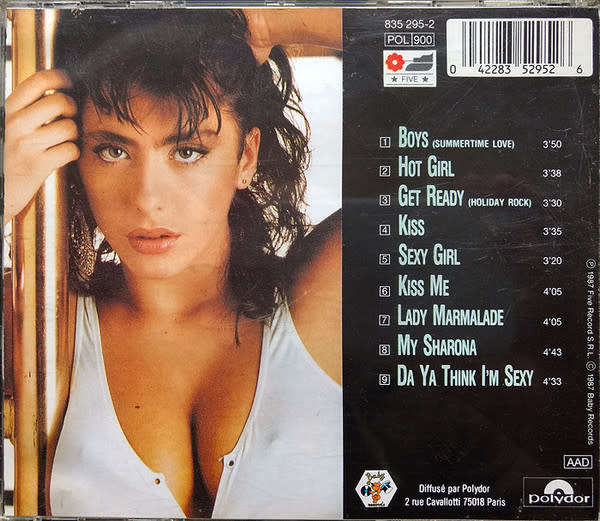 835 295-2
POL 900
★ FIVE ★
0 42283 52952 6
1 BOYS (SUMMERTIME LOVE) 3'50
2 HOT GIRL 3'38
3 GET READY (HOLIDAY ROCK) 3'30
4 KISS 3'35
5 SEXY GIRL 3'20
6 KISS ME 4'05
7 LADY MARMALADE 4'05
8 MY SHARONA 4'43
9 DA YA THINK I'M SEXY 4'33
℗ 1987 Five Record S.R.L. © 1987 Baby Records
AAD
Baby
Diffusé par Polydor
2 rue Cavallotti 75018 Paris
polydor